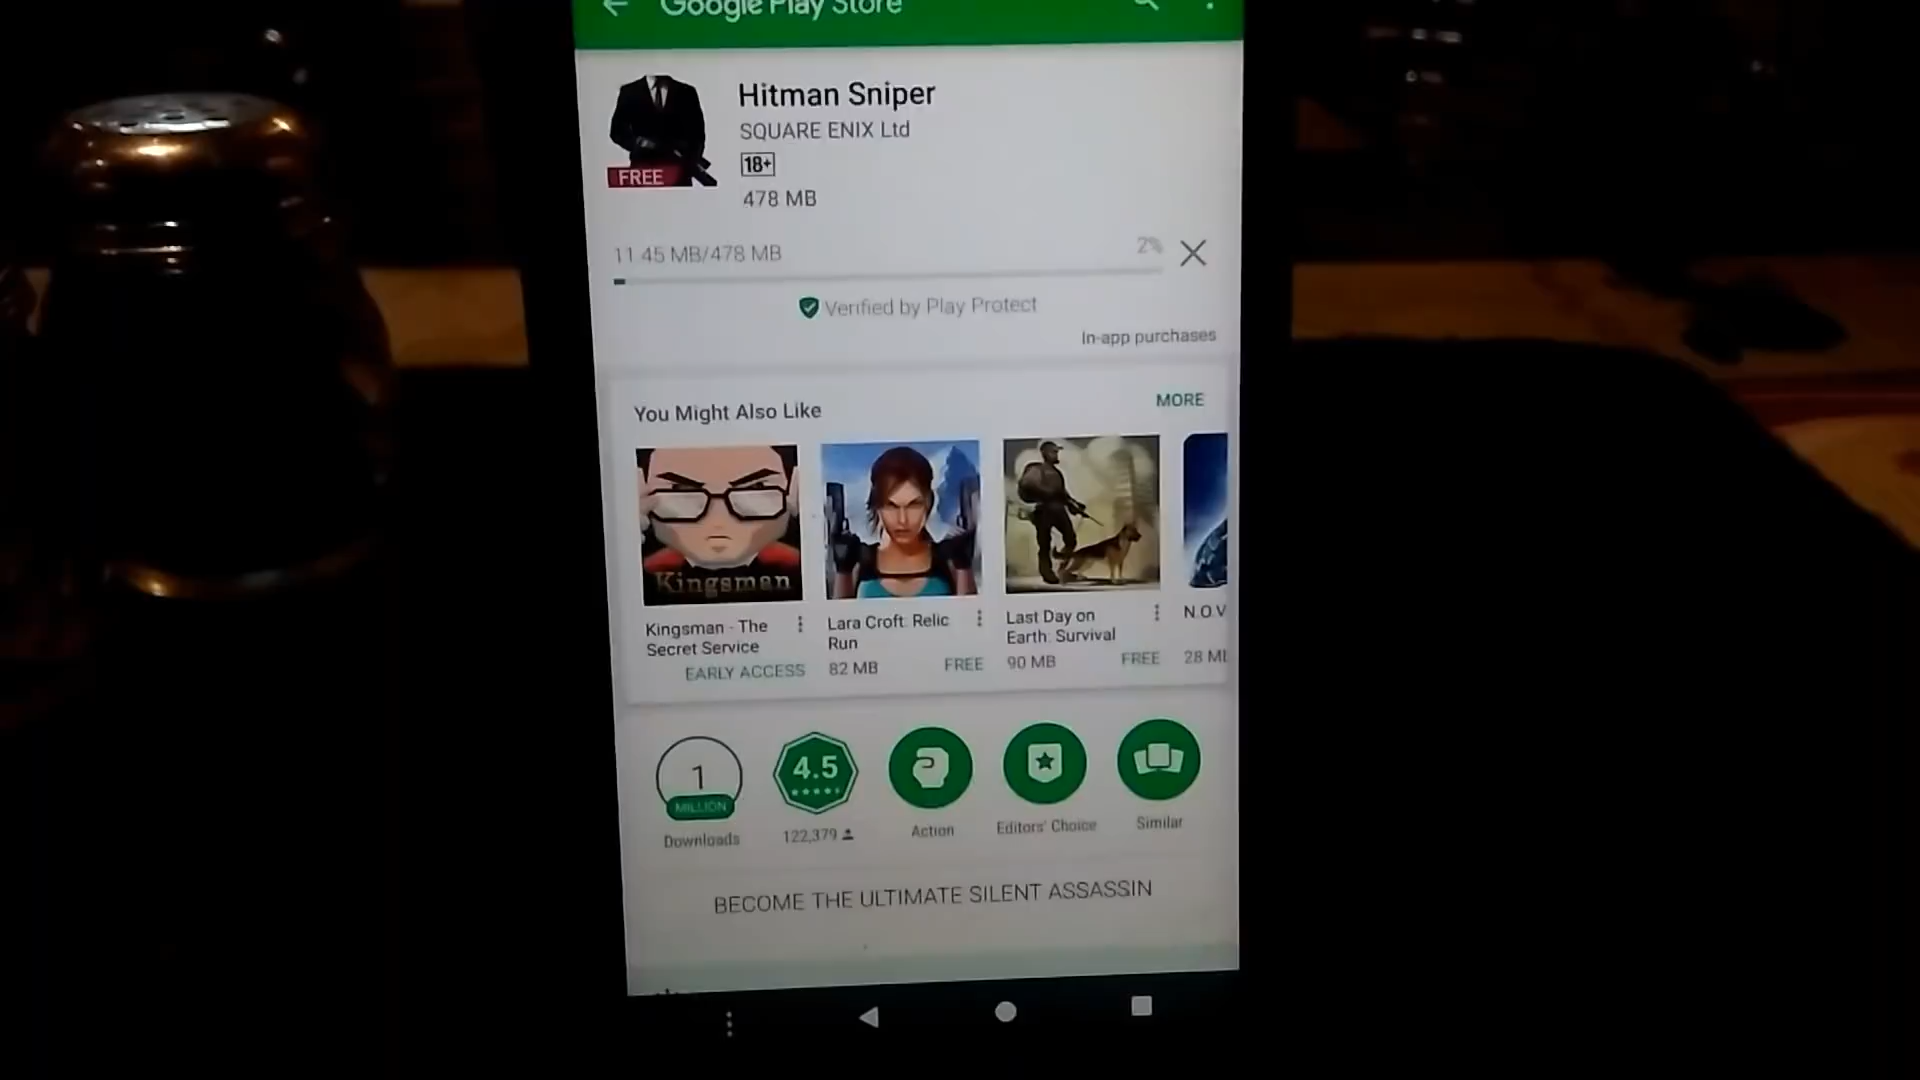 Google Play Store
Hitman Sniper
SQUARE ENIX Ltd
18+
FREE
478 MB
11.45 MB/478 MB
2%
Verified by Play Protect
In-app purchases
You Might Also Like
MORE
Kingsman
Kingsman - The
Secret Service
EARLY ACCESS
Lara Croft: Relic
Run
82 MB
FREE
Last Day on
Earth: Survival
90 MB
FREE
N.O.V
28 MB
1
MILLION
Downloads
4.5
122,379
Action
Editors' Choice
Similar
BECOME THE ULTIMATE SILENT ASSASSIN